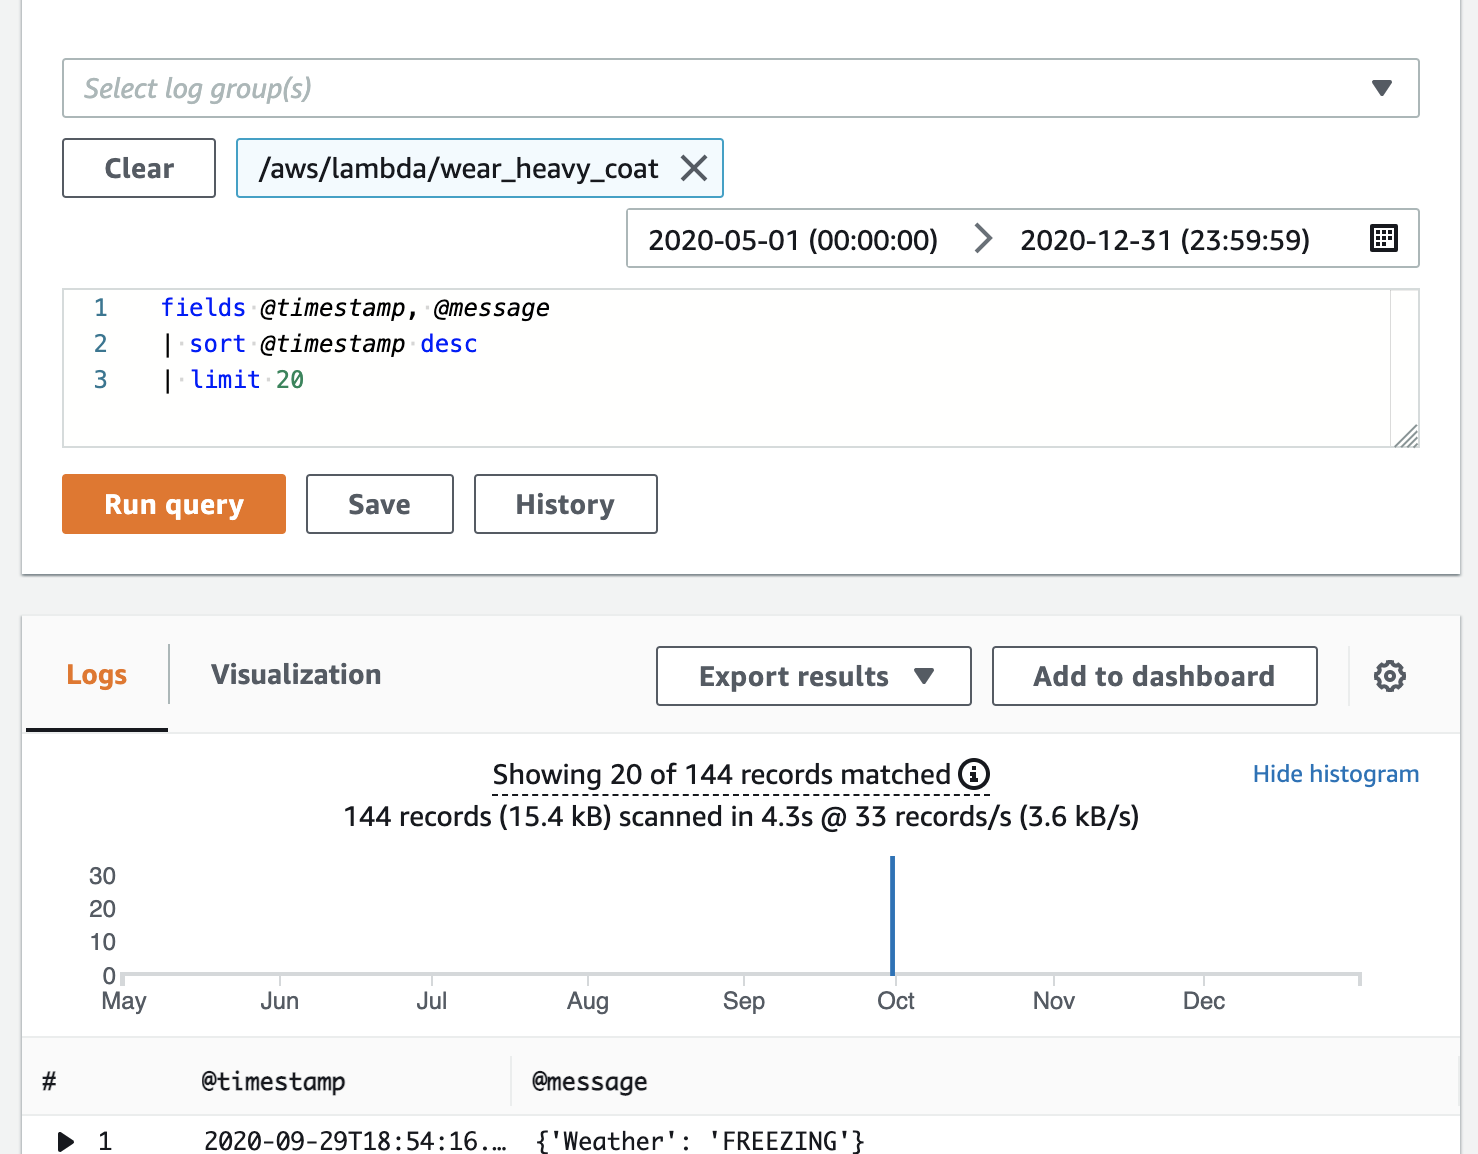 Select log group(s)
Clear
/aws/lambda/wear_heavy_coat
2020-05-01 (00:00:00) 2020-12-31 (23:59:59)
1 fields @timestamp, @message
2 | sort @timestamp desc
3 | limit 20
Run query Save History
Logs Visualization Export results Add to dashboard
Showing 20 of 144 records matched
Hide histogram
144 records (15.4 kB) scanned in 4.3s @ 33 records/s (3.6 kB/s)
30
20
10
0
May Jun Jul Aug Sep Oct Nov Dec
# @timestamp @message
1 2020-09-29T18:54:16.… {'Weather': 'FREEZING'}